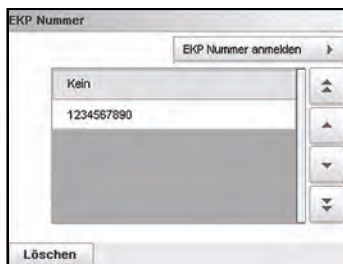 EKP Nummer
EKP Nummer anmelden
Kein
1234567890
Löschen